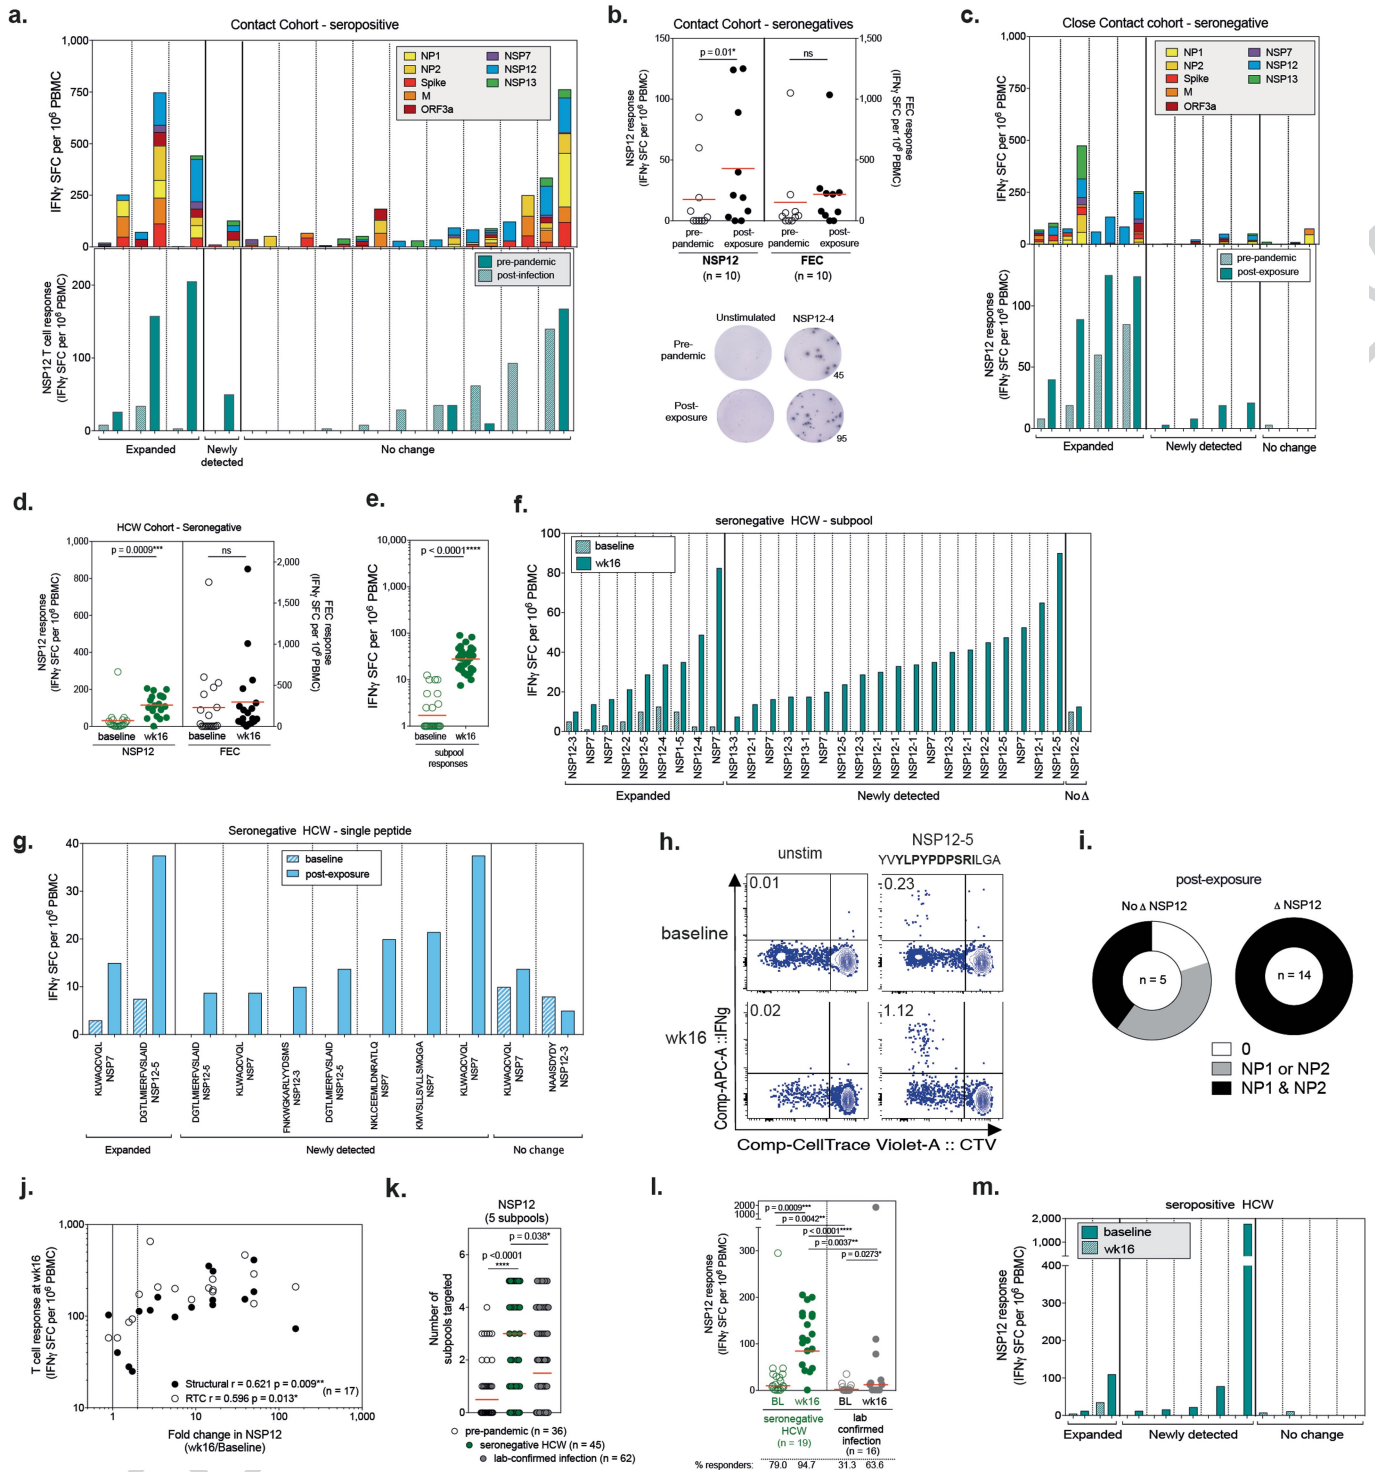 a.
Contact Cohort - seropositive
1,000
750
500
250
0
IFNγ SFC per 10⁶ PBMC
NP1
NP2
Spike
M
ORF3a
NSP7
NSP12
NSP13
pre-pandemic
post-infection
200
100
0
NSP12 T cell response
(IFNγ SFC per 10⁶ PBMC)
Expanded
Newly
detected
No change
b.
Contact Cohort - seronegatives
150
100
50
0
NSP12 response
(IFNγ SFC per 10⁶ PBMC)
p = 0.01*
ns
1,500
1,000
500
0
FEC response
(IFNγ SFC per 10⁶ PBMC)
pre-
pandemic
post-
exposure
pre-
pandemic
post-
exposure
NSP12
FEC
(n = 10)
(n = 10)
Unstimulated
NSP12-4
Pre-
pandemic
45
Post-
exposure
95
c.
Close Contact cohort - seronegative
1,000
750
500
250
0
IFNγ SFC per 10⁶ PBMC
NP1
NP2
Spike
M
ORF3a
NSP7
NSP12
NSP13
pre-pandemic
post-exposure
100
50
0
NSP12 response
(IFNγ SFC per 10⁶ PBMC)
Expanded
Newly detected
No change
d.
HCW Cohort - Seronegative
1,000
800
600
400
200
0
NSP12 response
(IFNγ SFC per 10⁶ PBMC)
p = 0.0009***
ns
2,000
1,500
1,000
500
0
FEC response
(IFNγ SFC per 10⁶ PBMC)
baseline
wk16
baseline
wk16
NSP12
FEC
e.
10,000
1,000
100
10
1
IFNγ SFC per 10⁶ PBMC
p < 0.0001****
baseline
wk16
subpool
responses
f.
seronegative HCW - subpool
100
80
60
40
20
0
IFNγ SFC per 10⁶ PBMC
baseline
wk16
NSP12-3
NSP7
NSP7
NSP12-2
NSP12-5
NSP12-4
NSP1-5
NSP12-4
NSP7
NSP13-3
NSP12-1
NSP7
NSP12-3
NSP13-1
NSP7
NSP12-5
NSP12-3
NSP12-1
NSP12-1
NSP12-1
NSP7
NSP12-3
NSP12-1
NSP12-2
NSP12-5
NSP7
NSP12-1
NSP12-5
NSP12-2
Expanded
Newly detected
No Δ
g.
Seronegative HCW - single peptide
40
30
20
10
0
IFNγ SFC per 10⁶ PBMC
baseline
post-exposure
KLWAQCVQL
NSP7
DGTLMIERFVSLAID
NSP12-5
DGTLMIERFVSLAID
NSP12-5
KLWAQCVQL
NSP7
FNKWGKARLYYDSMS
NSP12-3
DGTLMIERFVSLAID
NSP12-5
NKLCEEMLDNRATLQ
NSP7
KMVSLLSVLLSMQGA
NSP7
KLWAQCVQL
NSP7
KLWAQCVQL
NSP7
NAAISDYDY
NSP12-3
Expanded
Newly detected
No change
h.
unstim
NSP12-5
YVYLPYPDPSRILGA
0.01
0.23
baseline
0.02
1.12
wk16
Comp-APC-A ::IFNg
Comp-CellTrace Violet-A :: CTV
i.
post-exposure
No Δ NSP12
Δ NSP12
n = 5
n = 14
0
NP1 or NP2
NP1 & NP2
j.
1,000
100
10
T cell response at wk16
(IFNγ SFC per 10⁶ PBMC)
Structural r = 0.621 p = 0.009**
RTC r = 0.596 p = 0.013*
(n = 17)
1
10
100
1,000
Fold change in NSP12
(wk16/Baseline)
k.
NSP12
(5 subpools)
p = 0.038*
p <0.0001
****
6
4
2
0
Number of
subpools targeted
pre-pandemic (n = 36)
seronegative HCW (n = 45)
lab-confirmed infection (n = 62)
l.
2000
1000
300
200
100
0
NSP12 response
(IFNγ SFC per 10⁶ PBMC)
p = 0.0009***
p = 0.0042**
p < 0.0001****
p = 0.0037**
p = 0.0273*
BL
wk16
BL
wk16
seronegative
HCW
(n = 19)
lab
confirmed
infection
(n = 16)
% responders:
79.0
94.7
31.3
63.6
m.
seropositive HCW
2,000
1,000
400
300
200
100
0
NSP12 response
(IFNγ SFC per 10⁶ PBMC)
baseline
wk16
Expanded
Newly detected
No change